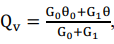 Q_v = (G_0θ_0 + G_1θ) / (G_0 + G_1),